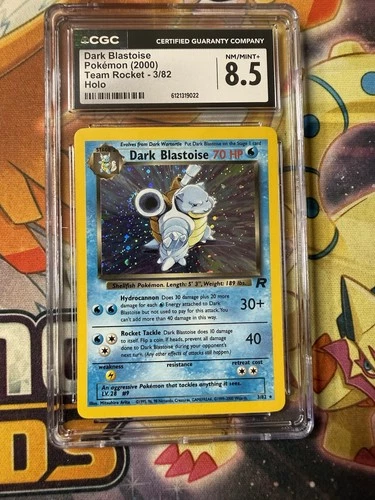 CGC CERTIFIED GUARANTY COMPANY
Dark Blastoise
Pokémon (2000)
Team Rocket - 3/82
Holo
NM/MINT+
8.5
6121319022
Evolves from Dark Wartortle Put Dark Blastoise on the Stage 1 card
Dark Blastoise 70 HP
Shellfish Pokémon. Length: 5' 3", Weight: 189 lbs.
R
Hydrocannon Does 30 damage plus 20 more
damage for each Energy attached to Dark
Blastoise but not used to pay for this attack. You
can't add more than 40 damage in this way.
30+
Rocket Tackle Dark Blastoise does 10 damage
to itself. Flip a coin. If heads, prevent all damage
done to Dark Blastoise during your opponent's
next turn. (Any other effects of attacks still happen.)
40
weakness resistance retreat cost
An aggressive Pokémon that tackles anything it sees.
LV. 28 #9
Illus. Mitsuhiro Arita
3/82